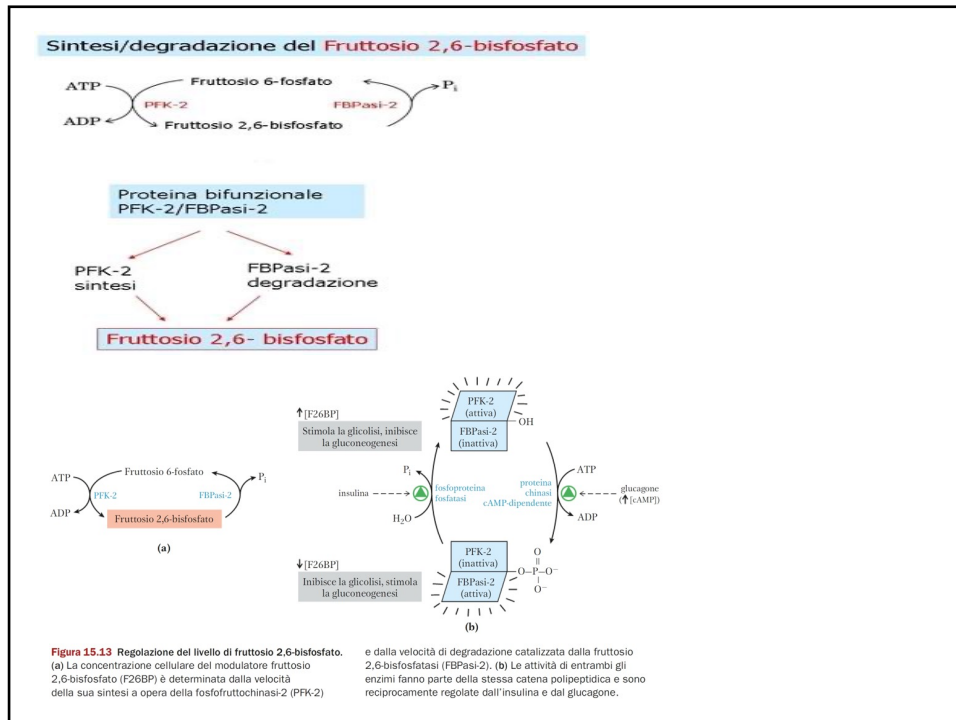 Sintesi/degradazione del Fruttosio 2,6-bisfosfato
ATP
Fruttosio 6-fosfato
Pi
PFK-2
FBPasi-2
ADP
Fruttosio 2,6-bisfosfato
Proteina bifunzionale
PFK-2/FBPasi-2
PFK-2
sintesi
FBPasi-2
degradazione
Fruttosio 2,6- bisfosfato
ATP
Fruttosio 6-fosfato
Pi
PFK-2
FBPasi-2
ADP
Fruttosio 2,6-bisfosfato
(a)
↑[F26BP]
Stimola la glicolisi, inibisce
la gluconeogenesi
PFK-2
(attiva)
OH
FBPasi-2
(inattiva)
Pi
insulina
fosfoproteina
fosfatasi
H2O
proteina
chinasi
cAMP-dipendente
ATP
glucagone
(↑[cAMP])
ADP
↓[F26BP]
Inibisce la glicolisi, stimola
la gluconeogenesi
PFK-2
(inattiva)
FBPasi-2
(attiva)
O
O–P–O−
O−
(b)
Figura 15.13 Regolazione del livello di fruttosio 2,6-bisfosfato.
(a) La concentrazione cellulare del modulatore fruttosio
2,6-bisfosfato (F26BP) è determinata dalla velocità
della sua sintesi a opera della fosfofruttochinasi-2 (PFK-2)
e dalla velocità di degradazione catalizzata dalla fruttosio
2,6-bisfosfatasi (FBPasi-2). (b) Le attività di entrambi gli
enzimi fanno parte della stessa catena polipeptidica e sono
reciprocamente regolate dall'insulina e dal glucagone.